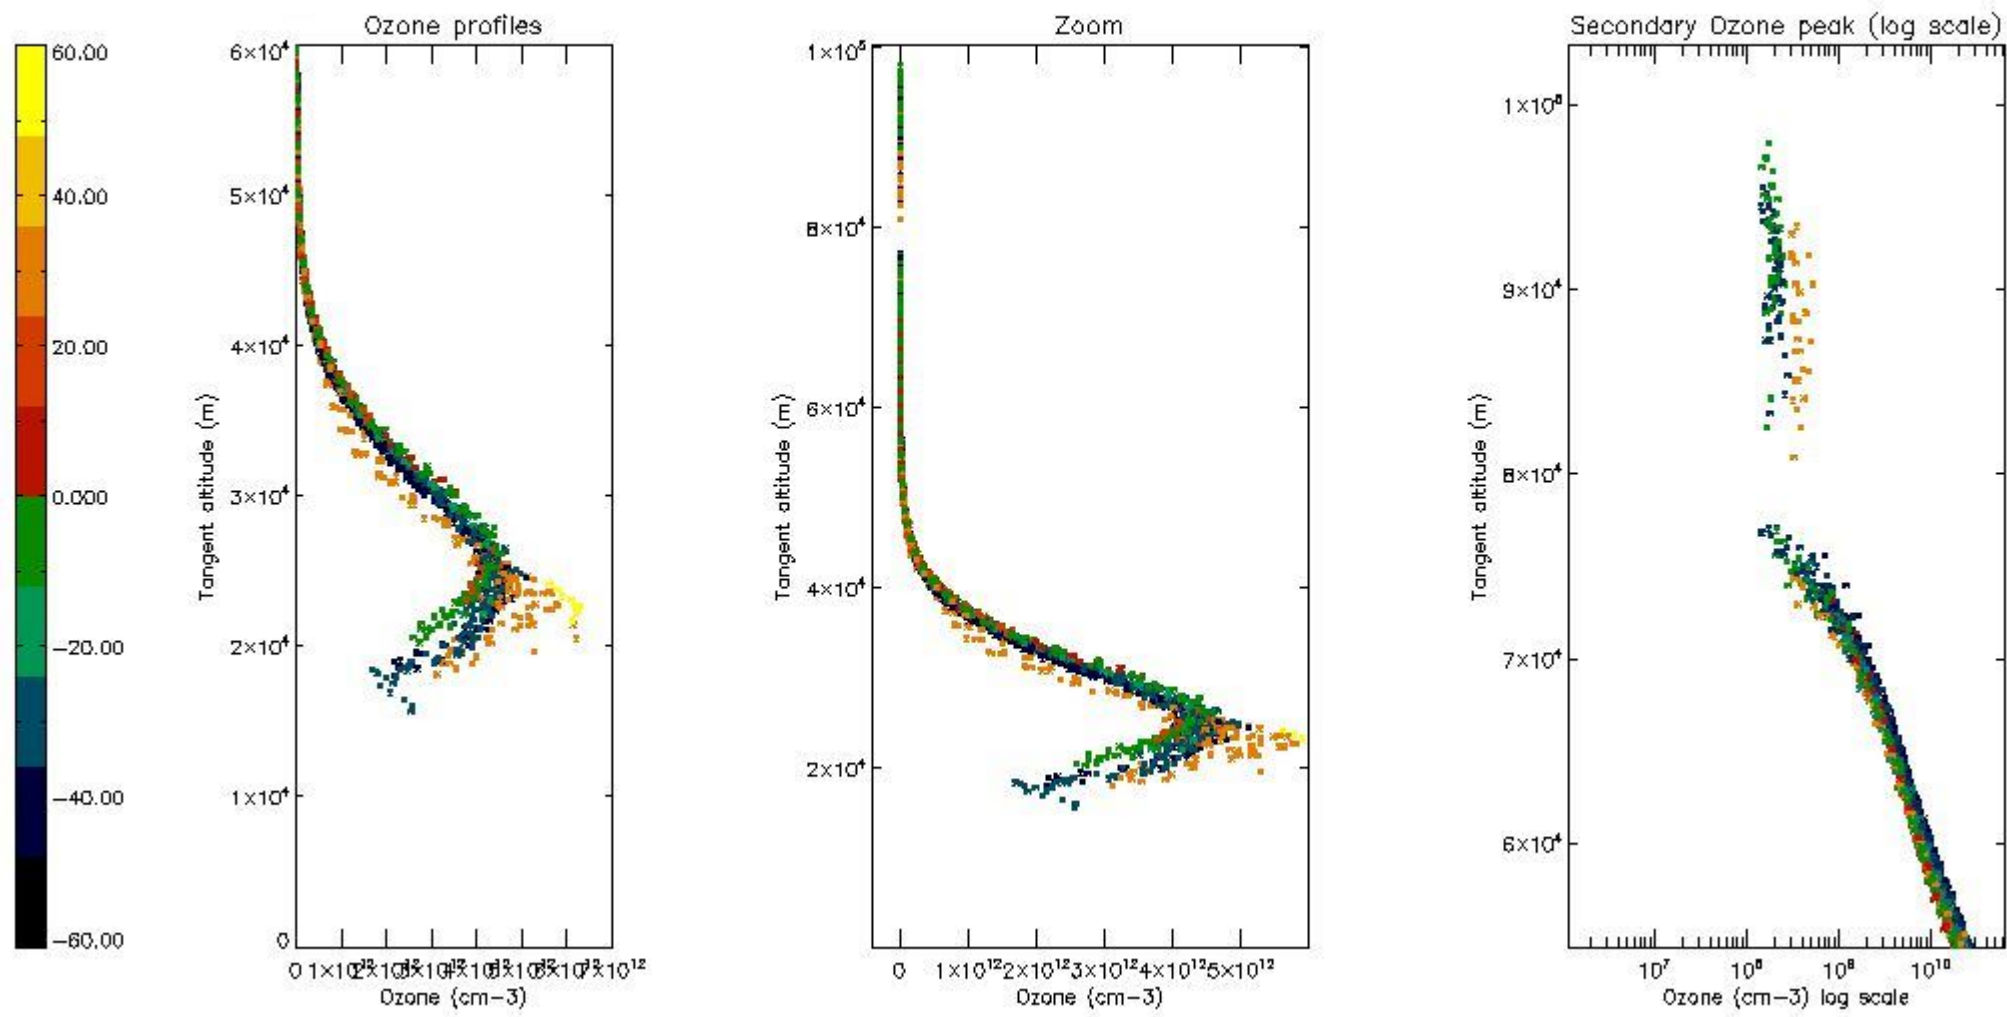 Ozone profiles
Zoom
Secondary Ozone peak (log scale)
60.00
40.00
20.00
0.000
−20.00
−40.00
−60.00
6×10⁴
5×10⁴
4×10⁴
3×10⁴
2×10⁴
1×10⁴
0
Tangent altitude (m)
0
Ozone (cm−3)
1×10⁵
8×10⁴
6×10⁴
4×10⁴
2×10⁴
Tangent altitude (m)
0 1×10¹² 2×10¹² 3×10¹² 4×10¹² 5×10¹²
Ozone (cm−3)
9×10⁴
8×10⁴
7×10⁴
6×10⁴
Tangent altitude (m)
10⁷ 10⁸ 10⁹ 10¹⁰
Ozone (cm−3) log scale